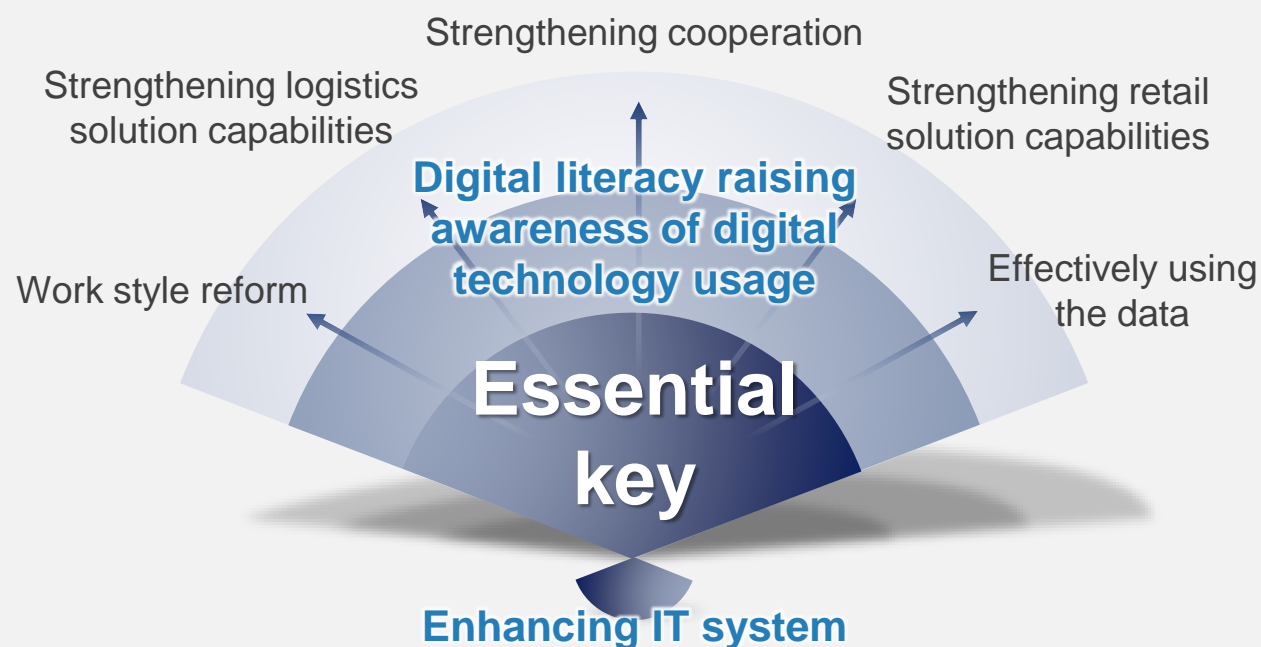 Strengthening cooperation
Strengthening logistics
solution capabilities
Strengthening retail
solution capabilities
Digital literacy raising
awareness of digital
technology usage
Work style reform
Effectively using
the data
Essential
key
Enhancing IT system